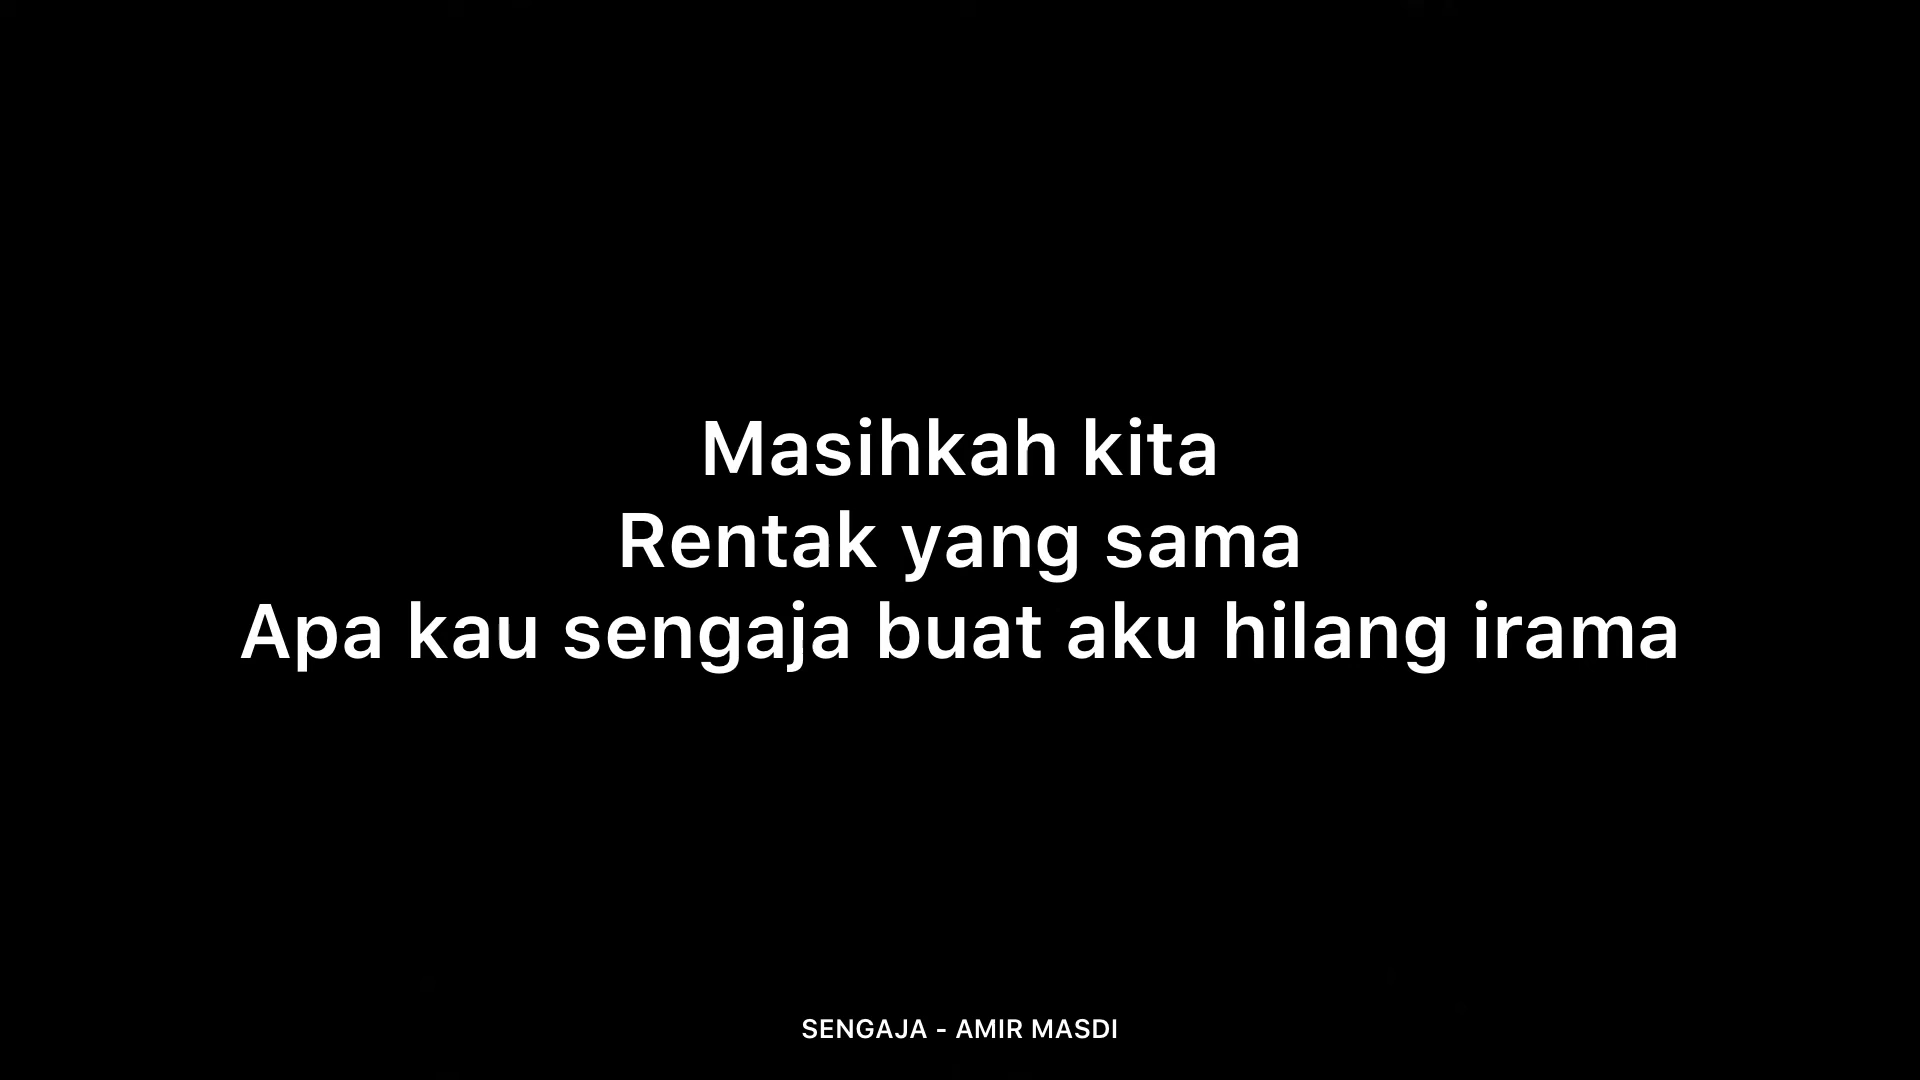 Masihkah kita
Rentak yang sama
Apa kau sengaja buat aku hilang irama
SENGAJA - AMIR MASDI